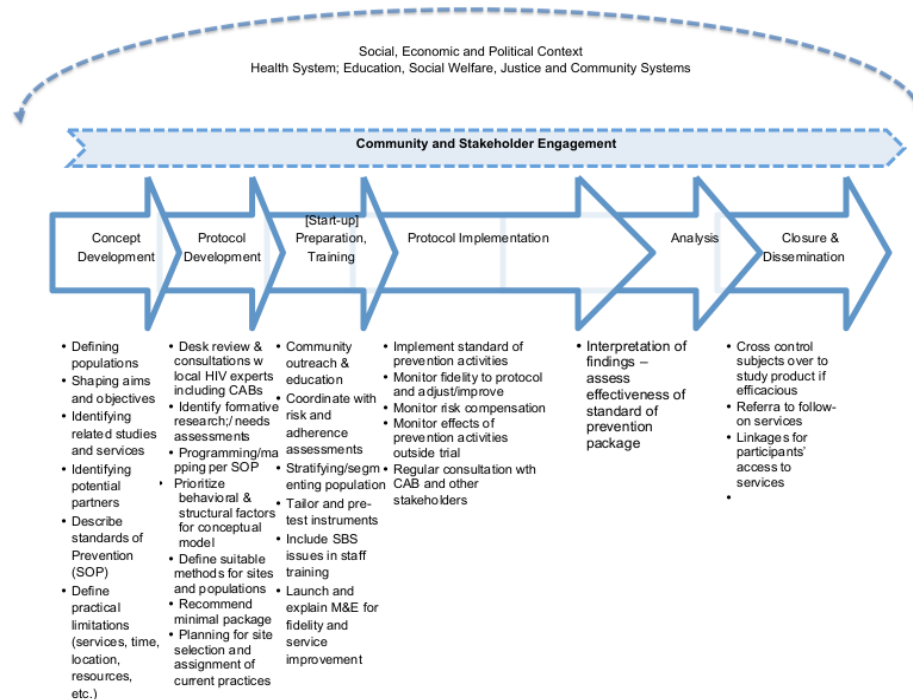 Social, Economic and Political Context
Health System; Education, Social Welfare, Justice and Community Systems
Community and Stakeholder Engagement
Concept
Development
Protocol
Development
[Start-up]
Preparation,
Training
Protocol Implementation
Analysis
Closure &
Dissemination
• Defining
populations
• Shaping aims
and objectives
• Identifying
related studies
and services
• Identifying
potential
partners
• Describe
standards of
Prevention
(SOP)
• Define
practical
limitations
(services, time,
location,
resources,
etc.)
• Desk review &
consultations w
local HIV experts
including CABs
• Identify formative
research;/ needs
assessments
• Programming/ma
pping per SOP
• Prioritize
behavioral &
structural factors
for conceptual
model
• Define suitable
methods for sites
and populations
• Recommend
minimal package
• Planning for site
selection and
assignment of
current practices
• Community
outreach &
education
• Coordinate with
risk and
adherence
assessments
• Stratifying/segm
enting population
• Tailor and pre-
test instruments
• Include SBS
issues in staff
training
• Launch and
explain M&E for
fidelity and
service
improvement
• Implement standard of
prevention activities
• Monitor fidelity to protocol
and adjust/improve
• Monitor risk compensation
• Monitor effects of
prevention activities
outside trial
• Regular consultation wth
CAB and other
stakeholders
• Interpretation of
findings –
assess
effectiveness of
standard of
prevention
package
• Cross control
subjects over to
study product if
efficacious
• Referra to follow-
on services
• Linkages for
participants'
access to
services
•